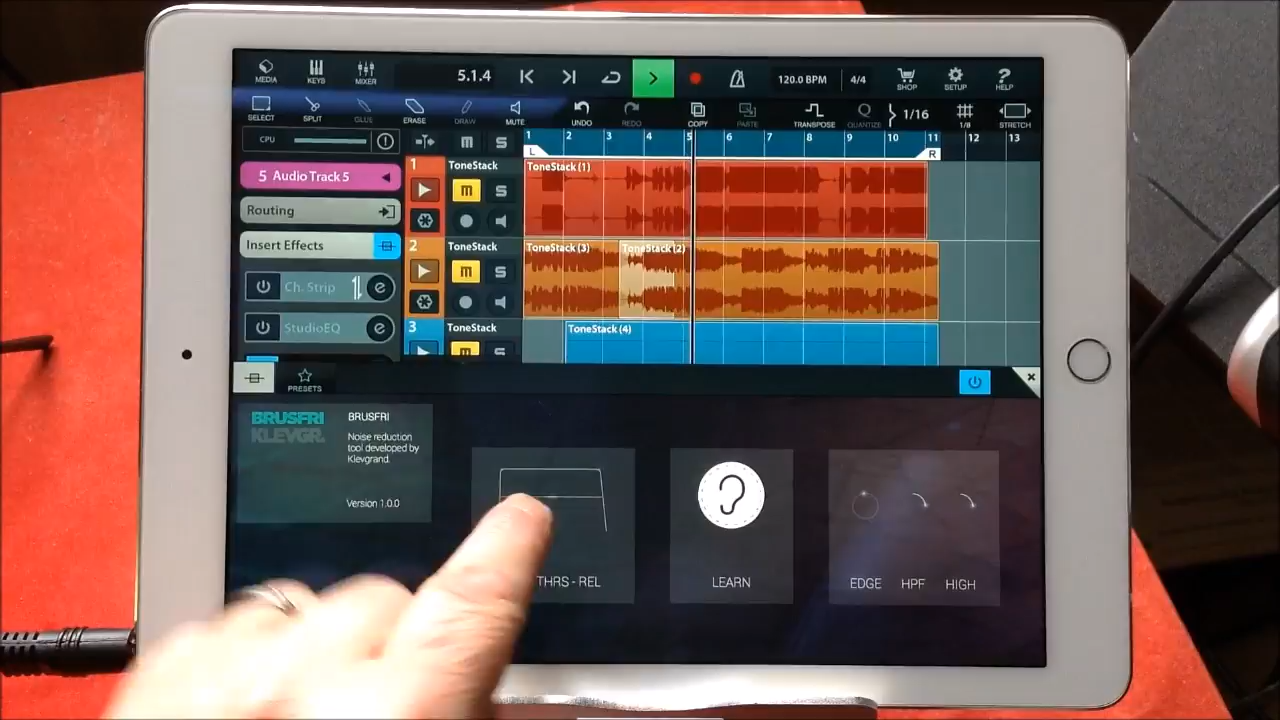 MEDIA KEYS MIXER 5.1.4 120.0 BPM 4/4 SHOP SETUP HELP
SELECT SPLIT GLUE ERASE DRAW MUTE UNDO REDO COPY PASTE TRANSPOSE QUANTIZE 1/16 1/8 STRETCH
CPU m S 1 2 3 4 5 6 7 8 9 10 11 12 13
L R
5 Audio Track 5
1 ToneStack ToneStack (1)
m S
Routing
Insert Effects
2 ToneStack ToneStack (3) ToneStack (2)
m S
Ch. Strip e
StudioEQ e
3 ToneStack ToneStack (4)
m S
PRESETS
BRUSFRI
KLEVGR.
BRUSFRI
Noise reduction
tool developed by
Klevgrand.
Version 1.0.0
THRS - REL
LEARN
EDGE HPF HIGH